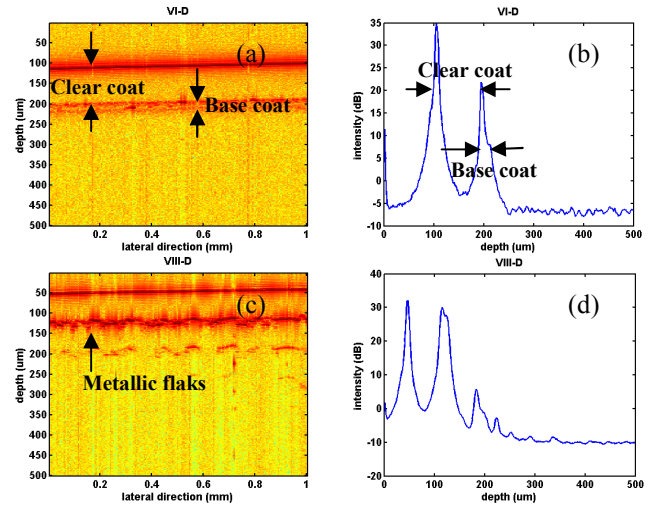 VI-D
(a)
Clear coat
Base coat
50
100
150
200
250
300
350
400
450
500
depth (um)
0.2
0.4
0.6
0.8
1
lateral direction (mm)
VI-D
(b)
Clear coat
Base coat
35
30
25
20
15
10
5
0
-5
-10
intensity (dB)
0
100
200
300
400
500
depth (um)
VIII-D
(c)
Metallic flaks
50
100
150
200
250
300
350
400
450
500
depth (um)
0.2
0.4
0.6
0.8
1
lateral direction (mm)
VIII-D
(d)
40
30
20
10
0
-10
-20
intensity (dB)
0
100
200
300
400
500
depth (um)